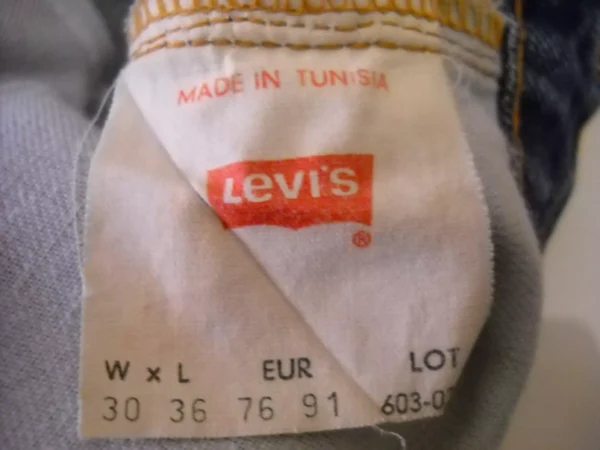 MADE IN TUNISIA
Levi's
®
W x L EUR LOT
30 36 76 91 603-0